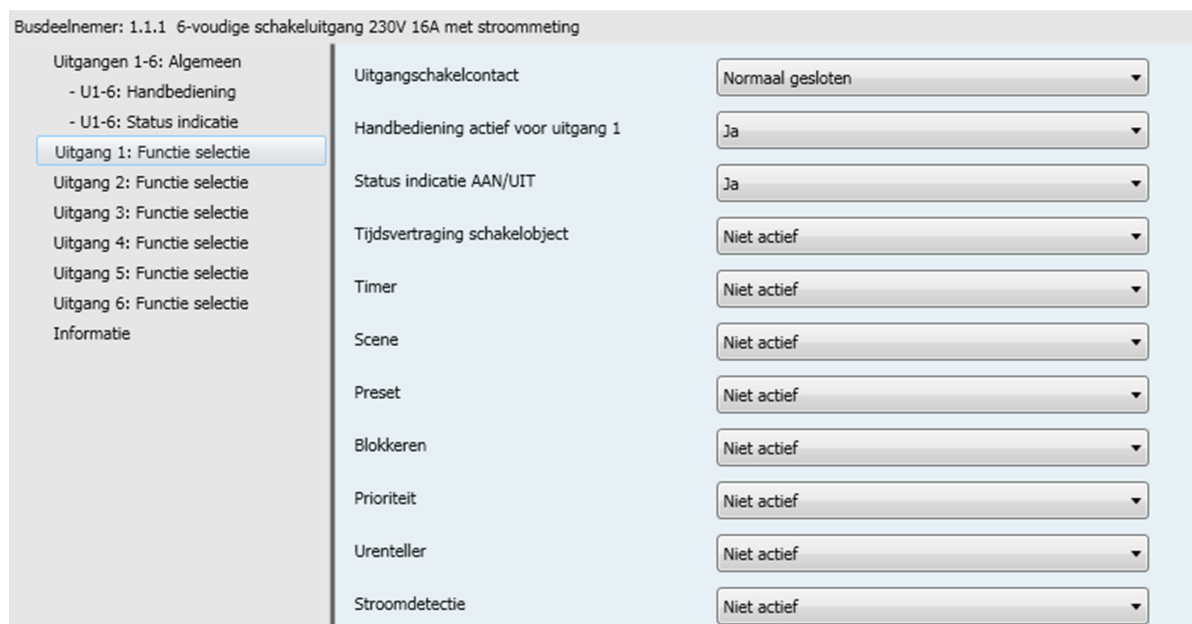 Busdeelnemer: 1.1.1 6-voudige schakeluitgang 230V 16A met stroommeting
Uitgangen 1-6: Algemeen
- U1-6: Handbediening
- U1-6: Status indicatie
Uitgang 1: Functie selectie
Uitgang 2: Functie selectie
Uitgang 3: Functie selectie
Uitgang 4: Functie selectie
Uitgang 5: Functie selectie
Uitgang 6: Functie selectie
Informatie
Uitgangschakelcontact Normaal gesloten
Handbediening actief voor uitgang 1 Ja
Status indicatie AAN/UIT Ja
Tijdsvertraging schakelobject Niet actief
Timer Niet actief
Scene Niet actief
Preset Niet actief
Blokkeren Niet actief
Prioriteit Niet actief
Urenteller Niet actief
Stroomdetectie Niet actief